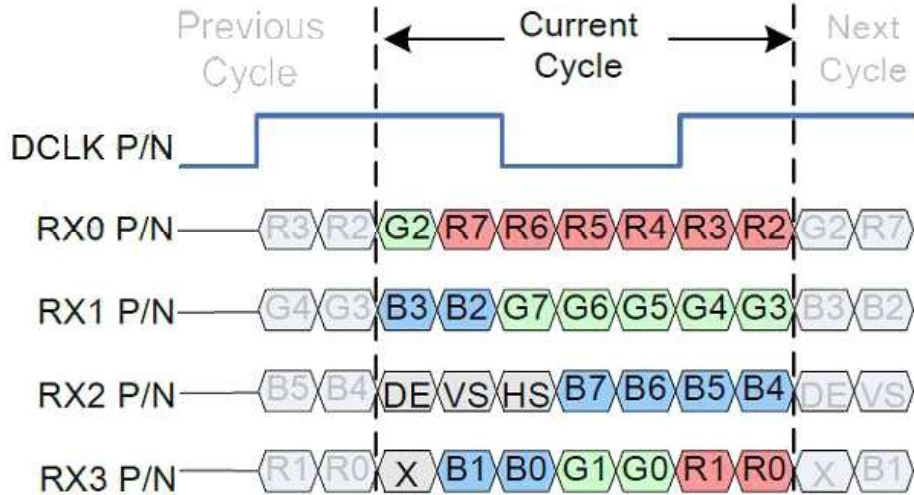 Previous Cycle
Current Cycle
Next Cycle
DCLK P/N
RX0 P/N R3 R2 G2 R7 R6 R5 R4 R3 R2 G2 R7
RX1 P/N G4 G3 B3 B2 G7 G6 G5 G4 G3 B3 B2
RX2 P/N B5 B4 DE VS HS B7 B6 B5 B4 DE VS
RX3 P/N R1 R0 X B1 B0 G1 G0 R1 R0 X B1